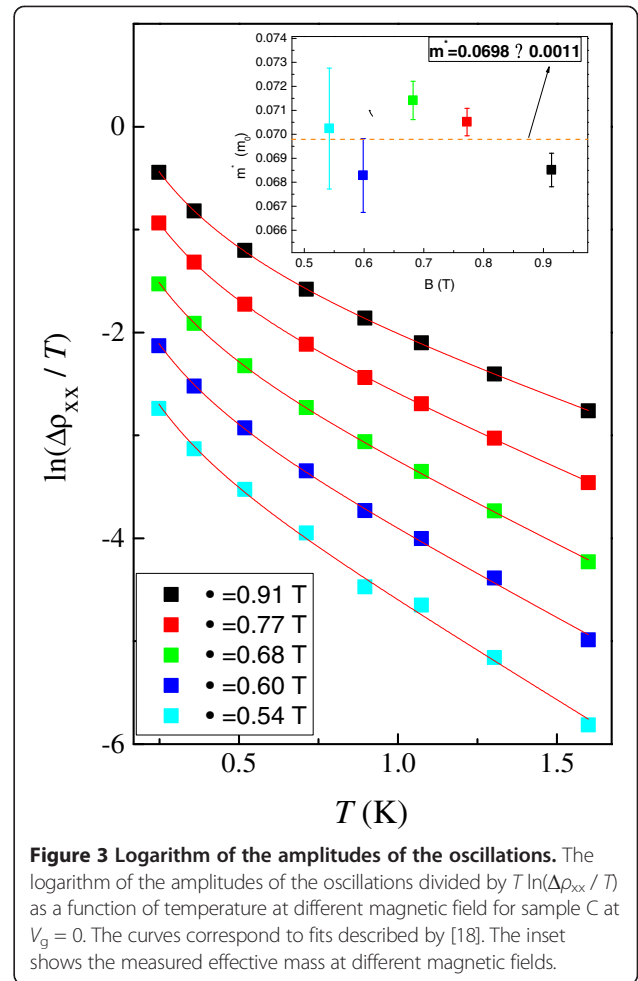 0.074
0.073
0.072
0.071
0.070
0.069
0.068
0.067
0.066
m* (m₀)
m*=0.0698 ? 0.0011
0.5 0.6 0.7 0.8 0.9
B (T)
0
-2
-4
-6
ln(Δρxx / T)
• =0.91 T
• =0.77 T
• =0.68 T
• =0.60 T
• =0.54 T
0.5 1.0 1.5
T (K)
Figure 3 Logarithm of the amplitudes of the oscillations. The
logarithm of the amplitudes of the oscillations divided by T ln(Δρxx / T)
as a function of temperature at different magnetic field for sample C at
Vg = 0. The curves correspond to fits described by [18]. The inset
shows the measured effective mass at different magnetic fields.